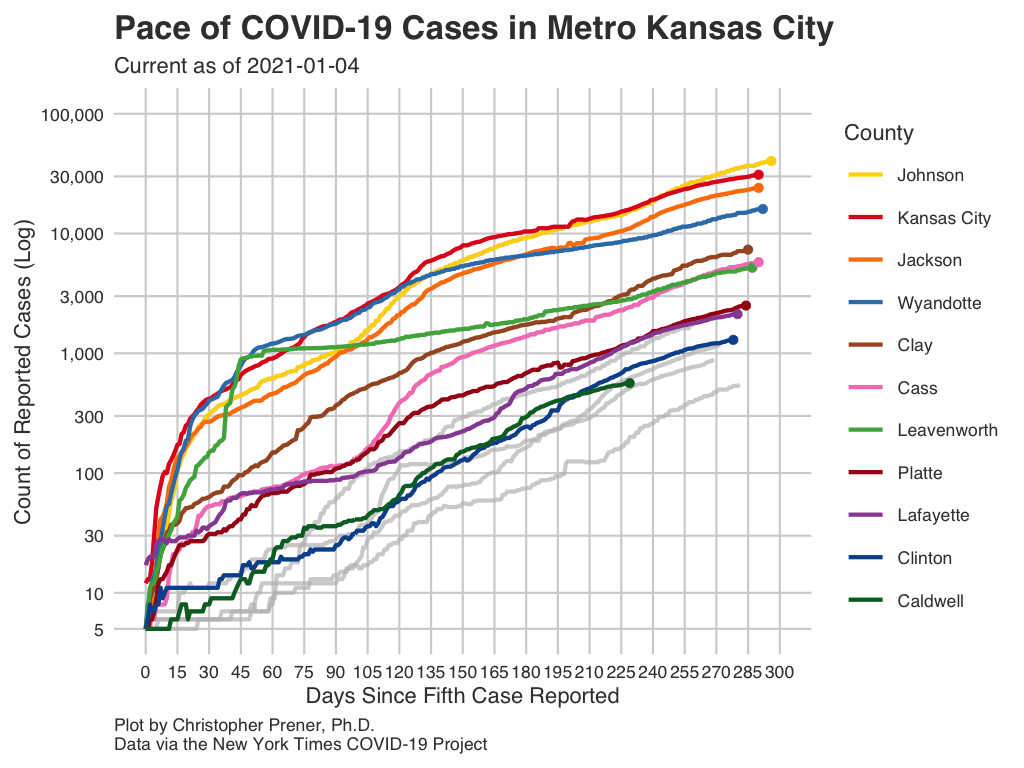 Pace of COVID-19 Cases in Metro Kansas City
Current as of 2021-01-04
Count of Reported Cases (Log)
100,000
30,000
10,000
3,000
1,000
300
100
30
10
5
0 15 30 45 60 75 90 105 120 135 150 165 180 195 210 225 240 255 270 285 300
Days Since Fifth Case Reported
County
Johnson
Kansas City
Jackson
Wyandotte
Clay
Cass
Leavenworth
Platte
Lafayette
Clinton
Caldwell
Plot by Christopher Prener, Ph.D.
Data via the New York Times COVID-19 Project